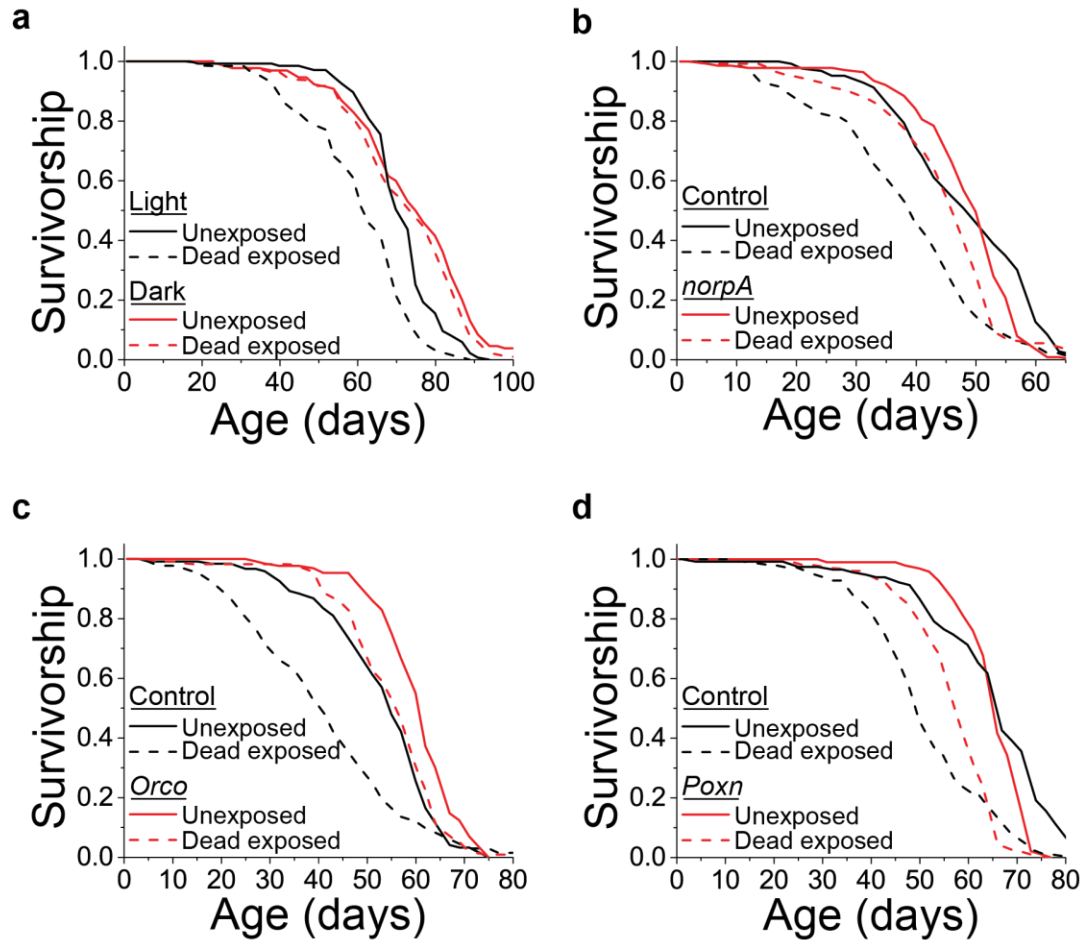 a
Survivorship
1.0
0.8
0.6
0.4
0.2
0.0
Light
Unexposed
Dead exposed
Dark
Unexposed
Dead exposed
0 20 40 60 80 100
Age (days)
b
Survivorship
1.0
0.8
0.6
0.4
0.2
0.0
Control
Unexposed
Dead exposed
norpA
Unexposed
Dead exposed
0 10 20 30 40 50 60
Age (days)
c
Survivorship
1.0
0.8
0.6
0.4
0.2
0.0
Control
Unexposed
Dead exposed
Orco
Unexposed
Dead exposed
0 10 20 30 40 50 60 70 80
Age (days)
d
Survivorship
1.0
0.8
0.6
0.4
0.2
0.0
Control
Unexposed
Dead exposed
Poxn
Unexposed
Dead exposed
0 10 20 30 40 50 60 70 80
Age (days)